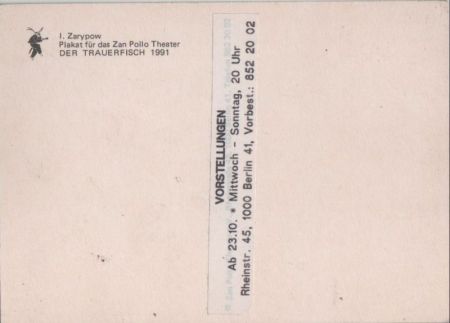 I. Zarypow
Plakat für das Zan Pollo Theater
DER TRAUERFISCH 1991
VORSTELLUNGEN
Ab 23.10. * Mittwoch - Sonntag, 20 Uhr
Rheinstr. 45, 1000 Berlin 41, Vorbest.: 852 20 02